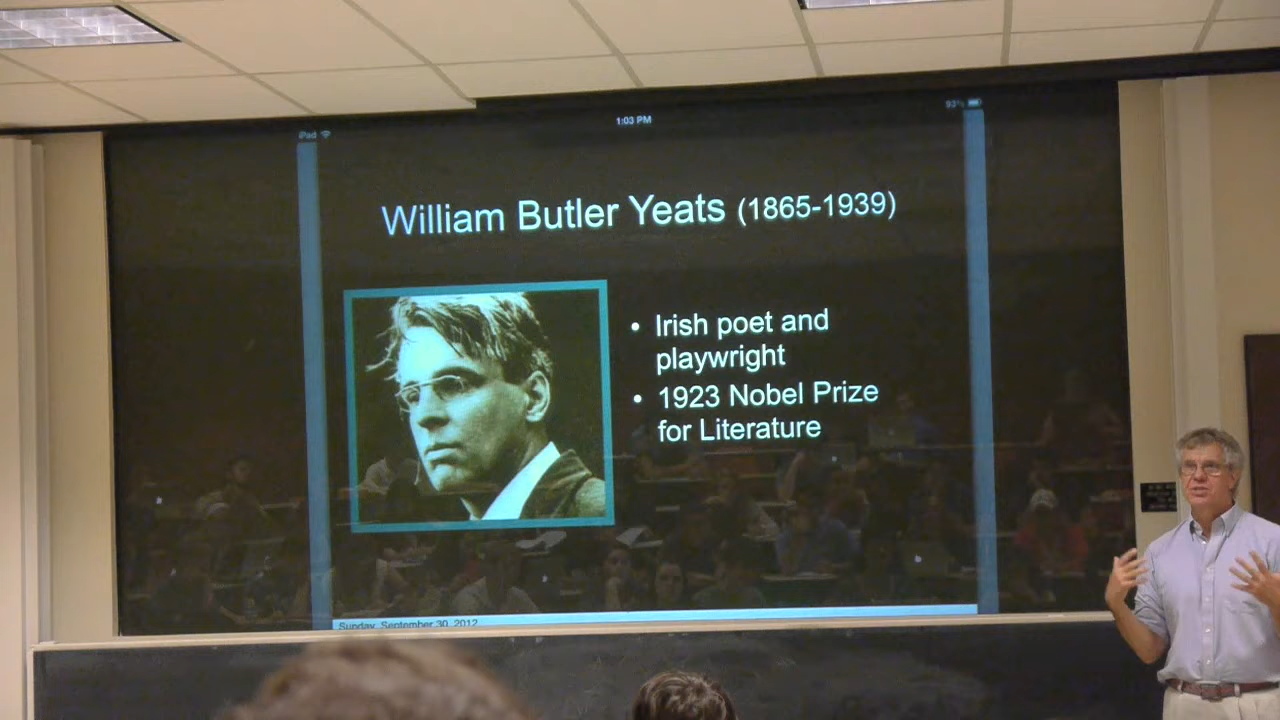 iPad
1:03 PM
93%
William Butler Yeats (1865-1939)
• Irish poet and
playwright
• 1923 Nobel Prize
for Literature
Sunday, September 30, 2012